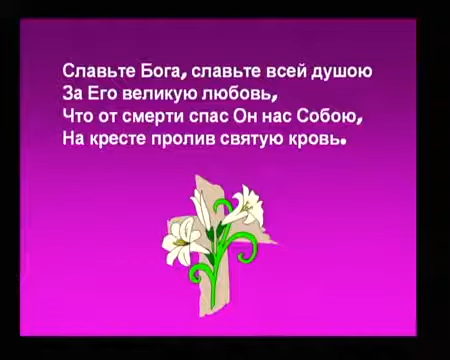 Славьте Бога, славьте всей душою
За Его великую любовь,
Что от смерти спас Он нас Собою,
На кресте пролив святую кровь.